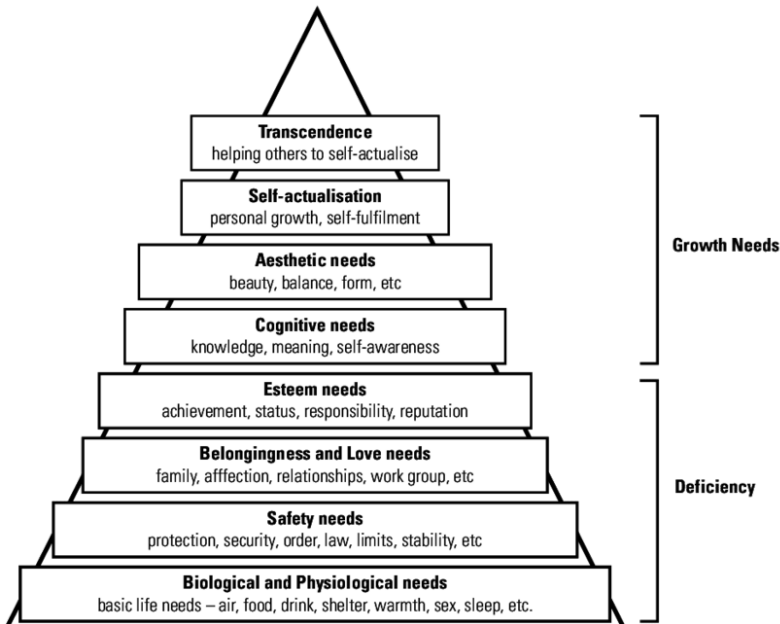 Transcendence
helping others to self-actualise
Self-actualisation
personal growth, self-fulfilment
Aesthetic needs
beauty, balance, form, etc
Growth Needs
Cognitive needs
knowledge, meaning, self-awareness
Esteem needs
achievement, status, responsibility, reputation
Belongingness and Love needs
family, afffection, relationships, work group, etc
Deficiency
Safety needs
protection, security, order, law, limits, stability, etc
Biological and Physiological needs
basic life needs – air, food, drink, shelter, warmth, sex, sleep, etc.